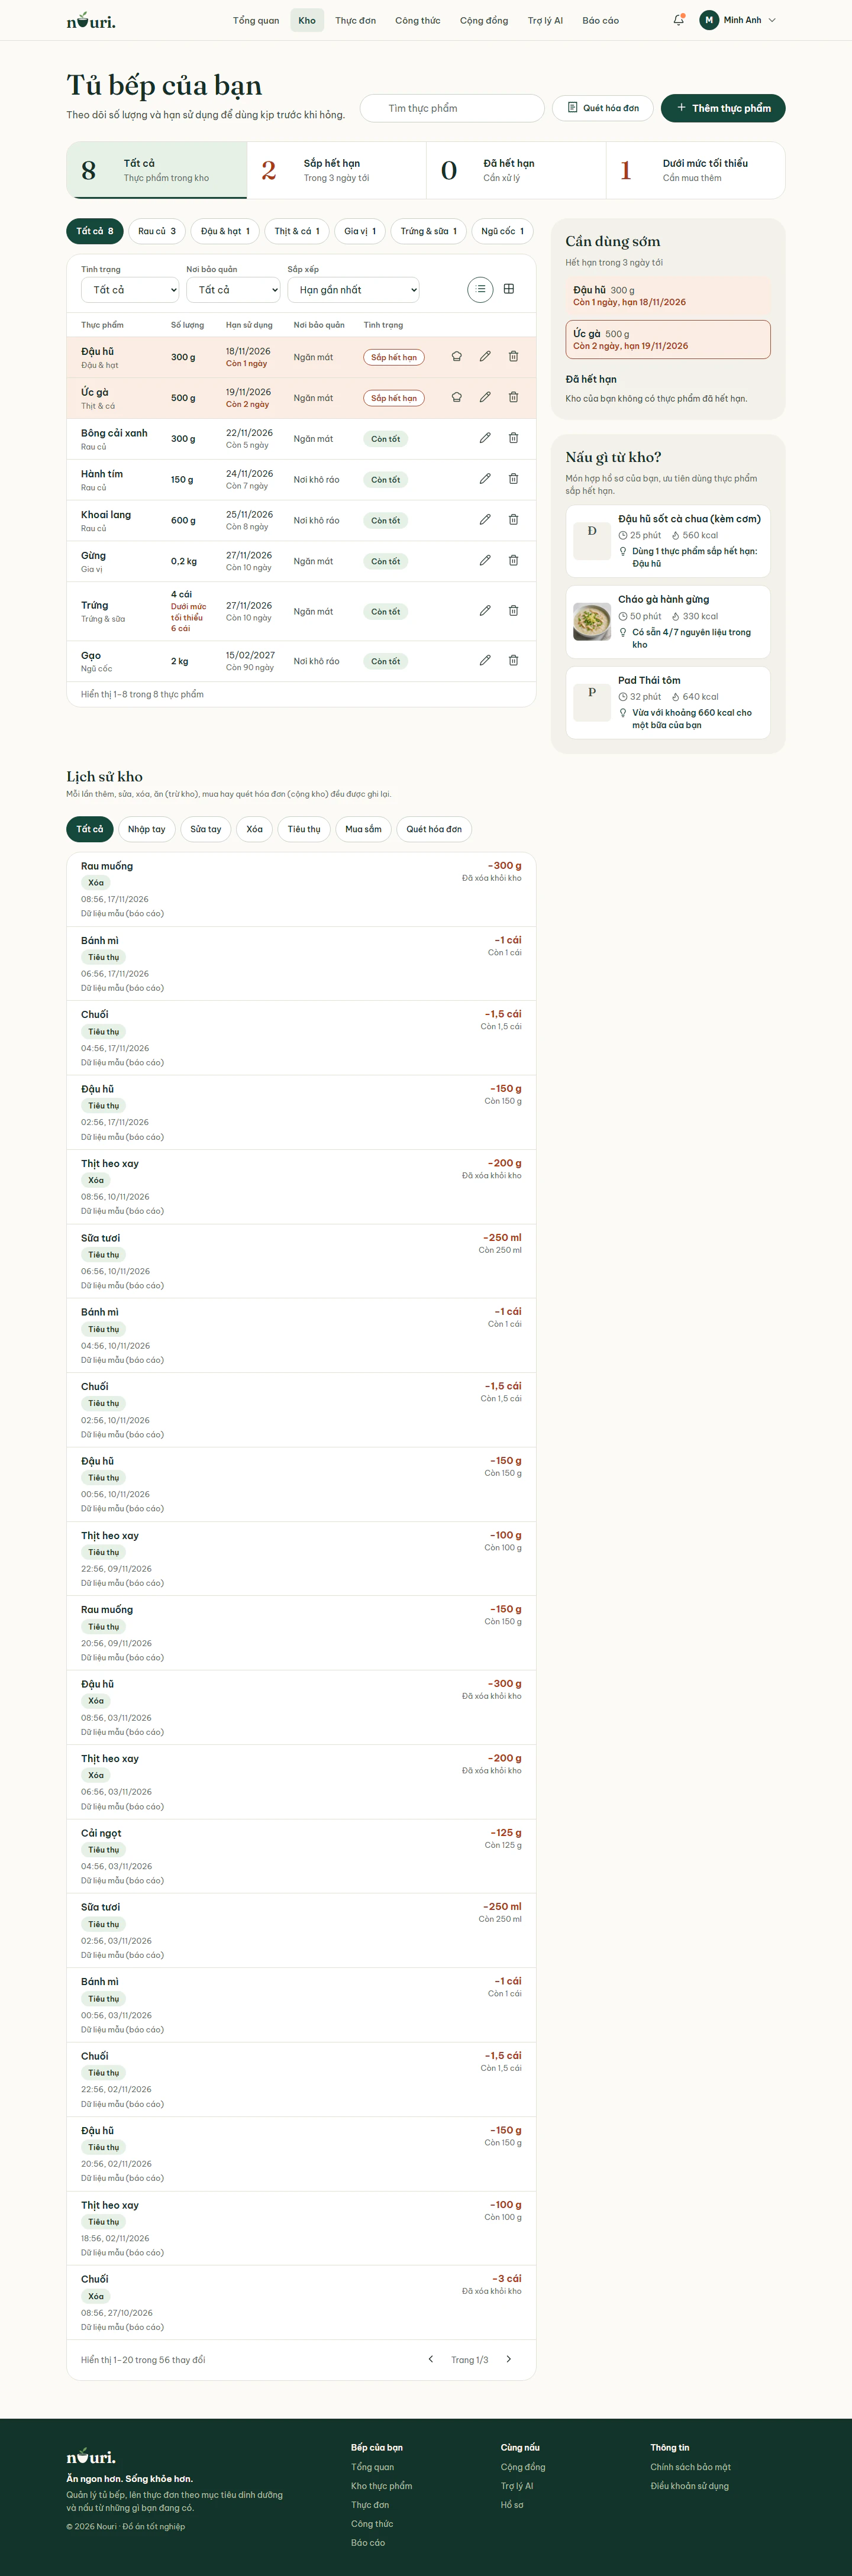 nouri.
Tổng quan
Kho
Thực đơn
Công thức
Cộng đồng
Trợ lý AI
Báo cáo
M
Minh Anh
Tủ bếp của bạn
Theo dõi số lượng và hạn sử dụng để dùng kịp trước khi hỏng.
Tìm thực phẩm
Quét hóa đơn
Thêm thực phẩm
8
Tất cả
Thực phẩm trong kho
2
Sắp hết hạn
Trong 3 ngày tới
0
Đã hết hạn
Cần xử lý
1
Dưới mức tối thiểu
Cần mua thêm
Tất cả 8
Rau củ 3
Đậu & hạt 1
Thịt & cá 1
Gia vị 1
Trứng & sữa 1
Ngũ cốc 1
Tình trạng
Nơi bảo quản
Sắp xếp
Tất cả
Tất cả
Hạn gần nhất
Thực phẩm
Số lượng
Hạn sử dụng
Nơi bảo quản
Tình trạng
Đậu hũ
Đậu & hạt
300 g
18/11/2026
Còn 1 ngày
Ngăn mát
Sắp hết hạn
Ức gà
Thịt & cá
500 g
19/11/2026
Còn 2 ngày
Ngăn mát
Sắp hết hạn
Bông cải xanh
Rau củ
300 g
22/11/2026
Còn 5 ngày
Ngăn mát
Còn tốt
Hành tím
Rau củ
150 g
24/11/2026
Còn 7 ngày
Nơi khô ráo
Còn tốt
Khoai lang
Rau củ
600 g
25/11/2026
Còn 8 ngày
Nơi khô ráo
Còn tốt
Gừng
Gia vị
0,2 kg
27/11/2026
Còn 10 ngày
Nơi khô ráo
Còn tốt
Trứng
Trứng & sữa
4 cái
Dưới mức
tối thiểu
6 cái
27/11/2026
Còn 10 ngày
Ngăn mát
Còn tốt
Gạo
Ngũ cốc
2 kg
15/02/2027
Còn 90 ngày
Nơi khô ráo
Còn tốt
Hiển thị 1–8 trong 8 thực phẩm
Cần dùng sớm
Hết hạn trong 3 ngày tới
Đậu hũ 300 g
Còn 1 ngày, hạn 18/11/2026
Ức gà 500 g
Còn 2 ngày, hạn 19/11/2026
Đã hết hạn
Kho của bạn không có thực phẩm đã hết hạn.
Nấu gì từ kho?
Món hợp hồ sơ của bạn, ưu tiên dùng thực phẩm
sắp hết hạn.
Đ
Đậu hũ sốt cà chua (kèm cơm)
25 phút 560 kcal
Dùng 1 thực phẩm sắp hết hạn:
Đậu hũ
Cháo gà hành gừng
50 phút 330 kcal
Có sẵn 4/7 nguyên liệu trong
kho
P
Pad Thái tôm
32 phút 640 kcal
Vừa với khoảng 660 kcal cho
một bữa của bạn
Lịch sử kho
Mỗi lần thêm, sửa, xóa, ăn (trừ kho), mua hay quét hóa đơn (cộng kho) đều được ghi lại.
Tất cả
Nhập tay
Sửa tay
Xóa
Tiêu thụ
Mua sắm
Quét hóa đơn
Rau muống
Xóa
08:56, 17/11/2026
Dữ liệu mẫu (báo cáo)
−300 g
Đã xóa khỏi kho
Bánh mì
Tiêu thụ
06:56, 17/11/2026
Dữ liệu mẫu (báo cáo)
−1 cái
Còn 1 cái
Chuối
Tiêu thụ
04:56, 17/11/2026
Dữ liệu mẫu (báo cáo)
−1,5 cái
Còn 1,5 cái
Đậu hũ
Tiêu thụ
02:56, 17/11/2026
Dữ liệu mẫu (báo cáo)
−150 g
Còn 150 g
Thịt heo xay
Xóa
08:56, 10/11/2026
Dữ liệu mẫu (báo cáo)
−200 g
Đã xóa khỏi kho
Sữa tươi
Tiêu thụ
06:56, 10/11/2026
Dữ liệu mẫu (báo cáo)
−250 ml
Còn 250 ml
Bánh mì
Tiêu thụ
04:56, 10/11/2026
Dữ liệu mẫu (báo cáo)
−1 cái
Còn 1 cái
Chuối
Tiêu thụ
02:56, 10/11/2026
Dữ liệu mẫu (báo cáo)
−1,5 cái
Còn 1,5 cái
Đậu hũ
Tiêu thụ
00:56, 10/11/2026
Dữ liệu mẫu (báo cáo)
−150 g
Còn 150 g
Thịt heo xay
Tiêu thụ
22:56, 09/11/2026
Dữ liệu mẫu (báo cáo)
−100 g
Còn 100 g
Rau muống
Tiêu thụ
20:56, 09/11/2026
Dữ liệu mẫu (báo cáo)
−150 g
Còn 150 g
Đậu hũ
Xóa
08:56, 03/11/2026
Dữ liệu mẫu (báo cáo)
−300 g
Đã xóa khỏi kho
Thịt heo xay
Xóa
06:56, 03/11/2026
Dữ liệu mẫu (báo cáo)
−200 g
Đã xóa khỏi kho
Cải ngọt
Tiêu thụ
04:56, 03/11/2026
Dữ liệu mẫu (báo cáo)
−125 g
Còn 125 g
Sữa tươi
Tiêu thụ
02:56, 03/11/2026
Dữ liệu mẫu (báo cáo)
−250 ml
Còn 250 ml
Bánh mì
Tiêu thụ
00:56, 03/11/2026
Dữ liệu mẫu (báo cáo)
−1 cái
Còn 1 cái
Chuối
Tiêu thụ
22:56, 02/11/2026
Dữ liệu mẫu (báo cáo)
−1,5 cái
Còn 1,5 cái
Đậu hũ
Tiêu thụ
20:56, 02/11/2026
Dữ liệu mẫu (báo cáo)
−150 g
Còn 150 g
Thịt heo xay
Tiêu thụ
18:56, 02/11/2026
Dữ liệu mẫu (báo cáo)
−100 g
Còn 100 g
Chuối
Xóa
08:56, 27/10/2026
Dữ liệu mẫu (báo cáo)
−3 cái
Đã xóa khỏi kho
Hiển thị 1–20 trong 56 thay đổi
Trang 1/3
nouri.
Ăn ngon hơn. Sống khỏe hơn.
Quản lý tủ bếp, lên thực đơn theo mục tiêu dinh dưỡng
và nấu từ những gì bạn đang có.
© 2026 Nouri · Đồ án tốt nghiệp
Bếp của bạn
Tổng quan
Kho thực phẩm
Thực đơn
Công thức
Báo cáo
Cùng nấu
Cộng đồng
Trợ lý AI
Hồ sơ
Thông tin
Chính sách bảo mật
Điều khoản sử dụng